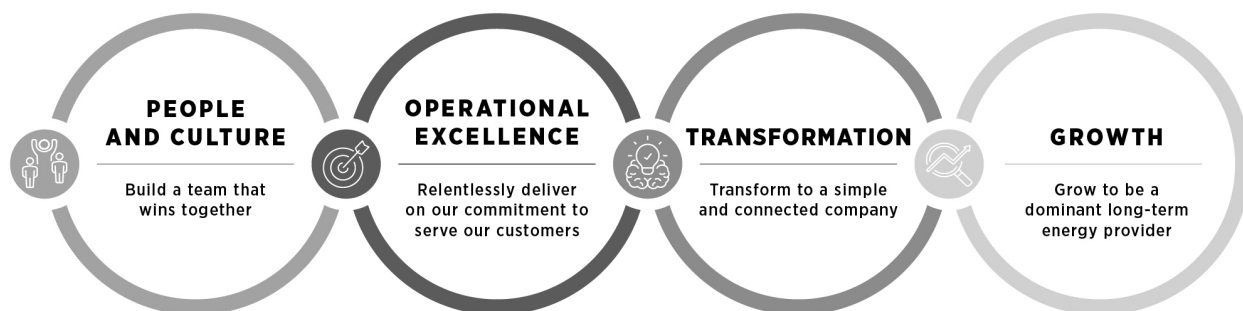 PEOPLE
AND CULTURE
Build a team that
wins together
OPERATIONAL
EXCELLENCE
Relentlessly deliver
on our commitment to
serve our customers
TRANSFORMATION
Transform to a simple
and connected company
GROWTH
Grow to be a
dominant long-term
energy provider